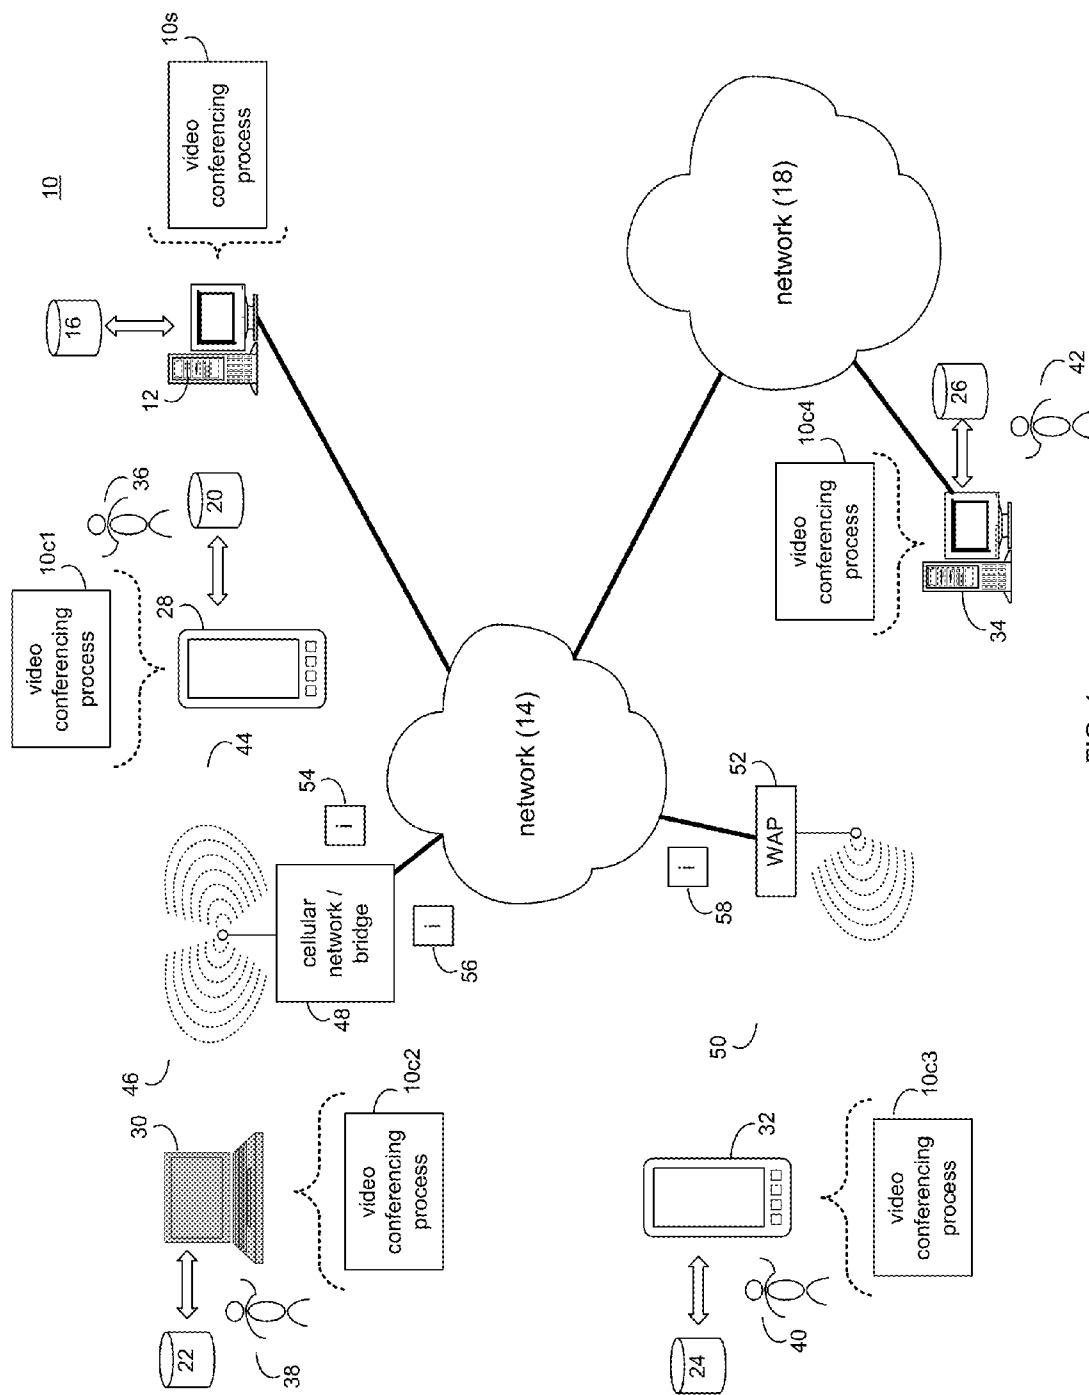 video
conferencing
process
10c1
10
16
12
video
conferencing
process
10s
36
20
28
44
46
30
22
38
video
conferencing
process
10c2
cellular
network /
bridge
48
i
54
i
56
network (14)
network (18)
i
58
WAP
52
50
32
24
40
video
conferencing
process
10c3
video
conferencing
process
10c4
26
42
34